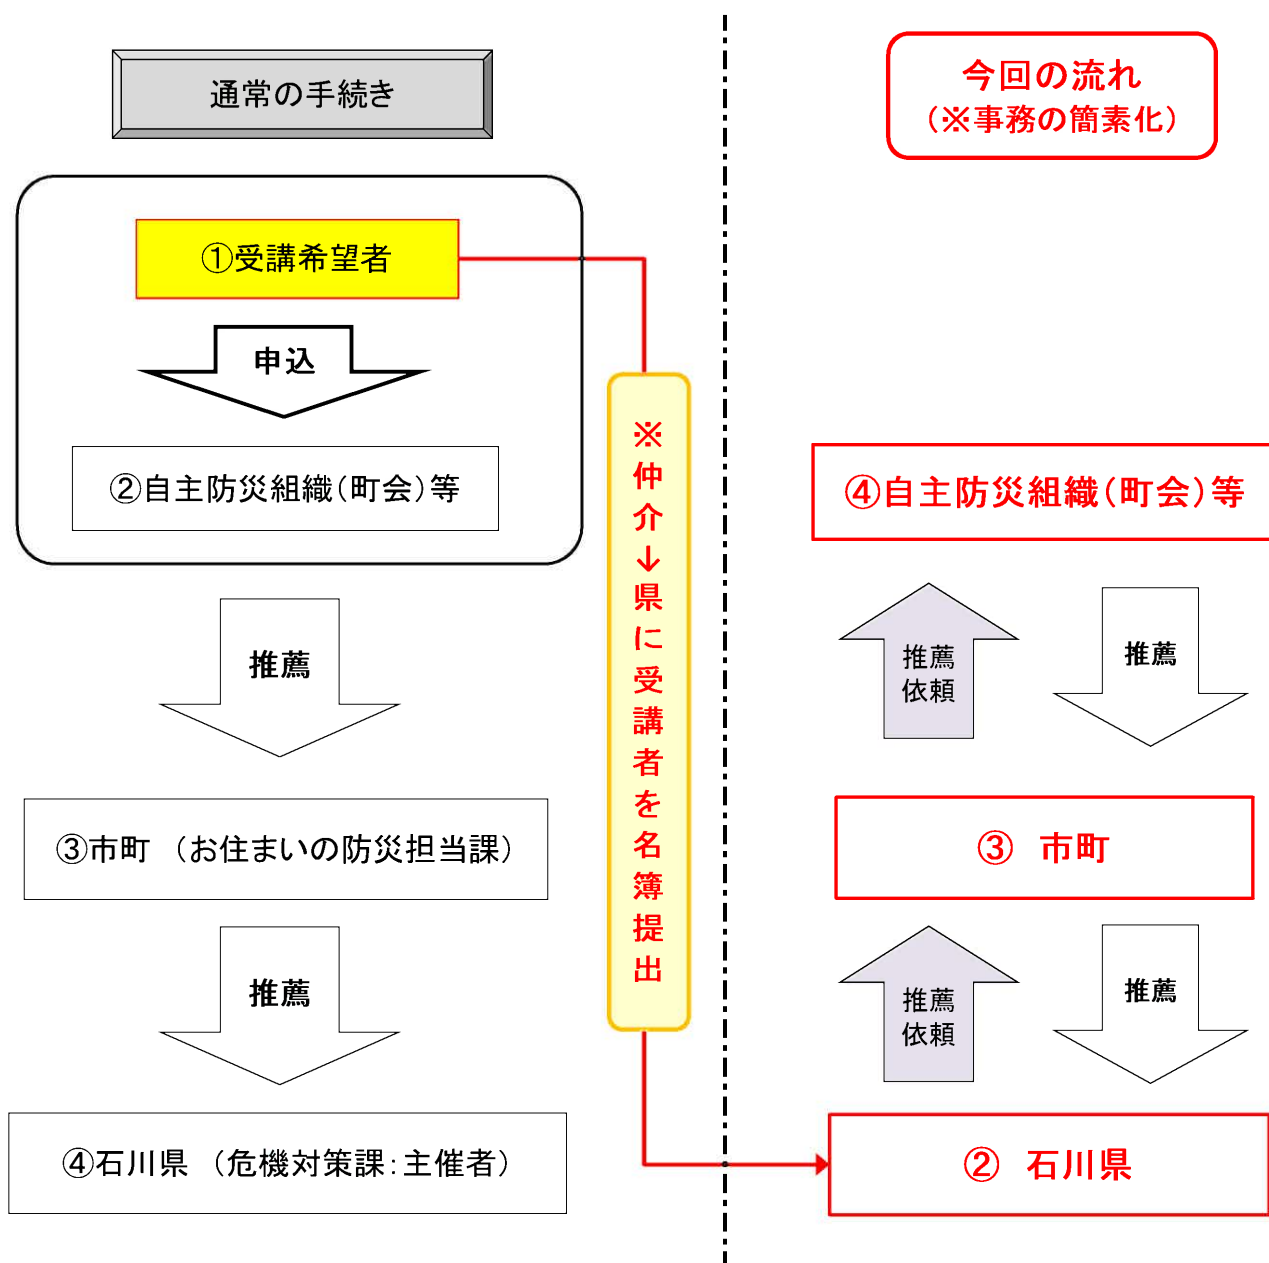 通常の手続き
①受講希望者
申込
②自主防災組織(町会)等
推薦
③市町 (お住まいの防災担当課)
推薦
④石川県 (危機対策課:主催者)
※仲介↓県に受講者を名簿提出
今回の流れ
(※事務の簡素化)
④自主防災組織(町会)等
推薦
依頼
推薦
③ 市町
推薦
依頼
推薦
② 石川県